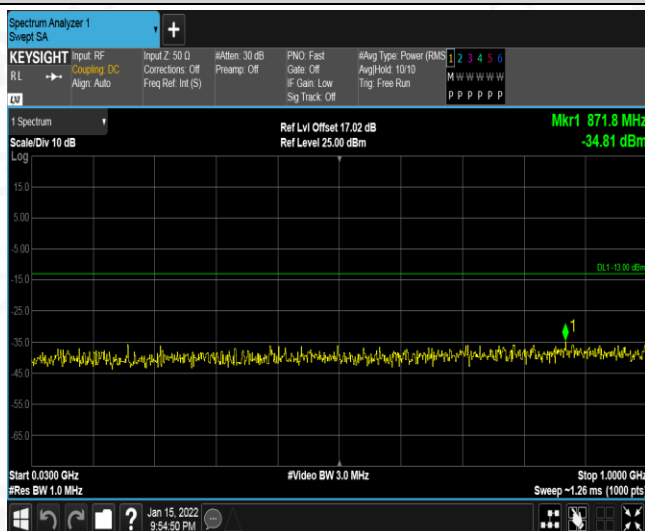 Spectrum Analyzer 1
Swept SA
+
KEYSIGHT
RL
LXI
Input: RF
Coupling: DC
Align: Auto
Input Z: 50 Ω
Corrections: Off
Freq Ref: Int (S)
#Atten: 30 dB
Preamp: Off
PNO: Fast
Gate: Off
IF Gain: Low
Sig Track: Off
#Avg Type: Power (RMS
Avg|Hold: 10/10
Trig: Free Run
1 2 3 4 5 6
M W W W W W
P P P P P P
1 Spectrum
Scale/Div 10 dB
Log
Ref Lvl Offset 17.02 dB
Ref Level 25.00 dBm
Mkr1 871.8 MHz
-34.81 dBm
15.0
5.00
-5.00
DL1 -13.00 dBm
-15.0
-25.0
1
-35.0
-45.0
-55.0
-65.0
Start 0.0300 GHz
#Res BW 1.0 MHz
#Video BW 3.0 MHz
Stop 1.0000 GHz
Sweep ~1.26 ms (1000 pts)
?
Jan 15, 2022
9:54:50 PM